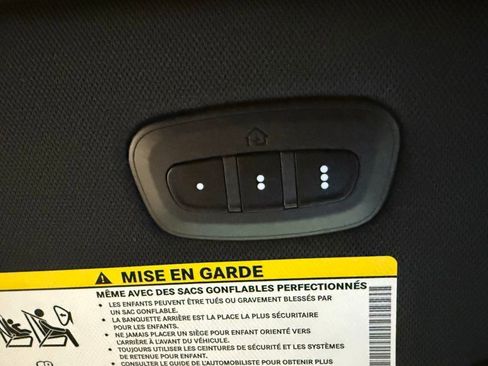 MISE EN GARDE
MÊME AVEC DES SACS GONFLABLES PERFECTIONNÉS
• LES ENFANTS PEUVENT ÊTRE TUÉS OU GRAVEMENT BLESSÉS PAR
UN SAC GONFLABLE.
• LA BANQUETTE ARRIÈRE EST LA PLACE LA PLUS SÉCURITAIRE
POUR LES ENFANTS.
• NE JAMAIS PLACER UN SIÈGE POUR ENFANT ORIENTÉ VERS
L'ARRIÈRE À L'AVANT DU VÉHICULE.
• TOUJOURS UTILISER LES CEINTURES DE SÉCURITÉ ET LES SYSTÈMES
DE RETENUE POUR ENFANT.
• CONSULTER LE GUIDE DE L'AUTOMOBILISTE POUR OBTENIR PLUS